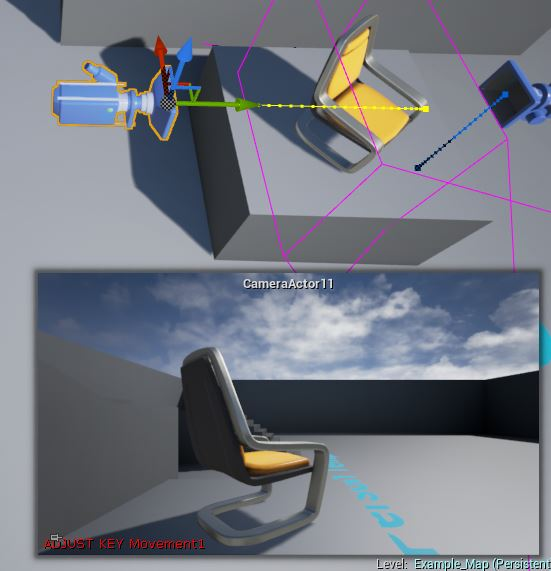 CameraActor11
ADJUST KEY Movement1
Level: Example_Map (Persistent